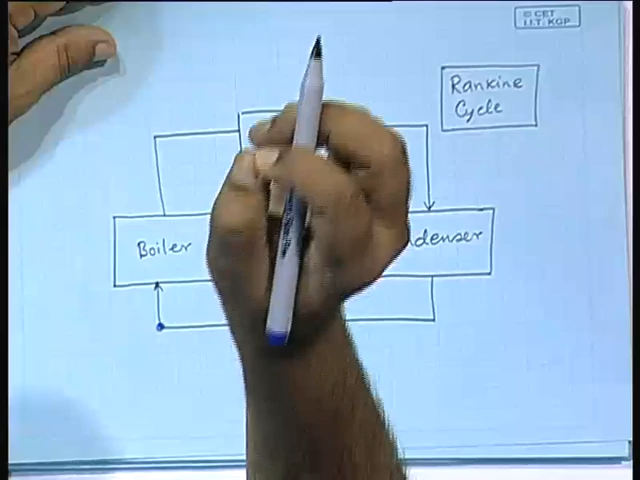 © CET
I.I.T. KGP
Rankine
Cycle
Boiler
denser